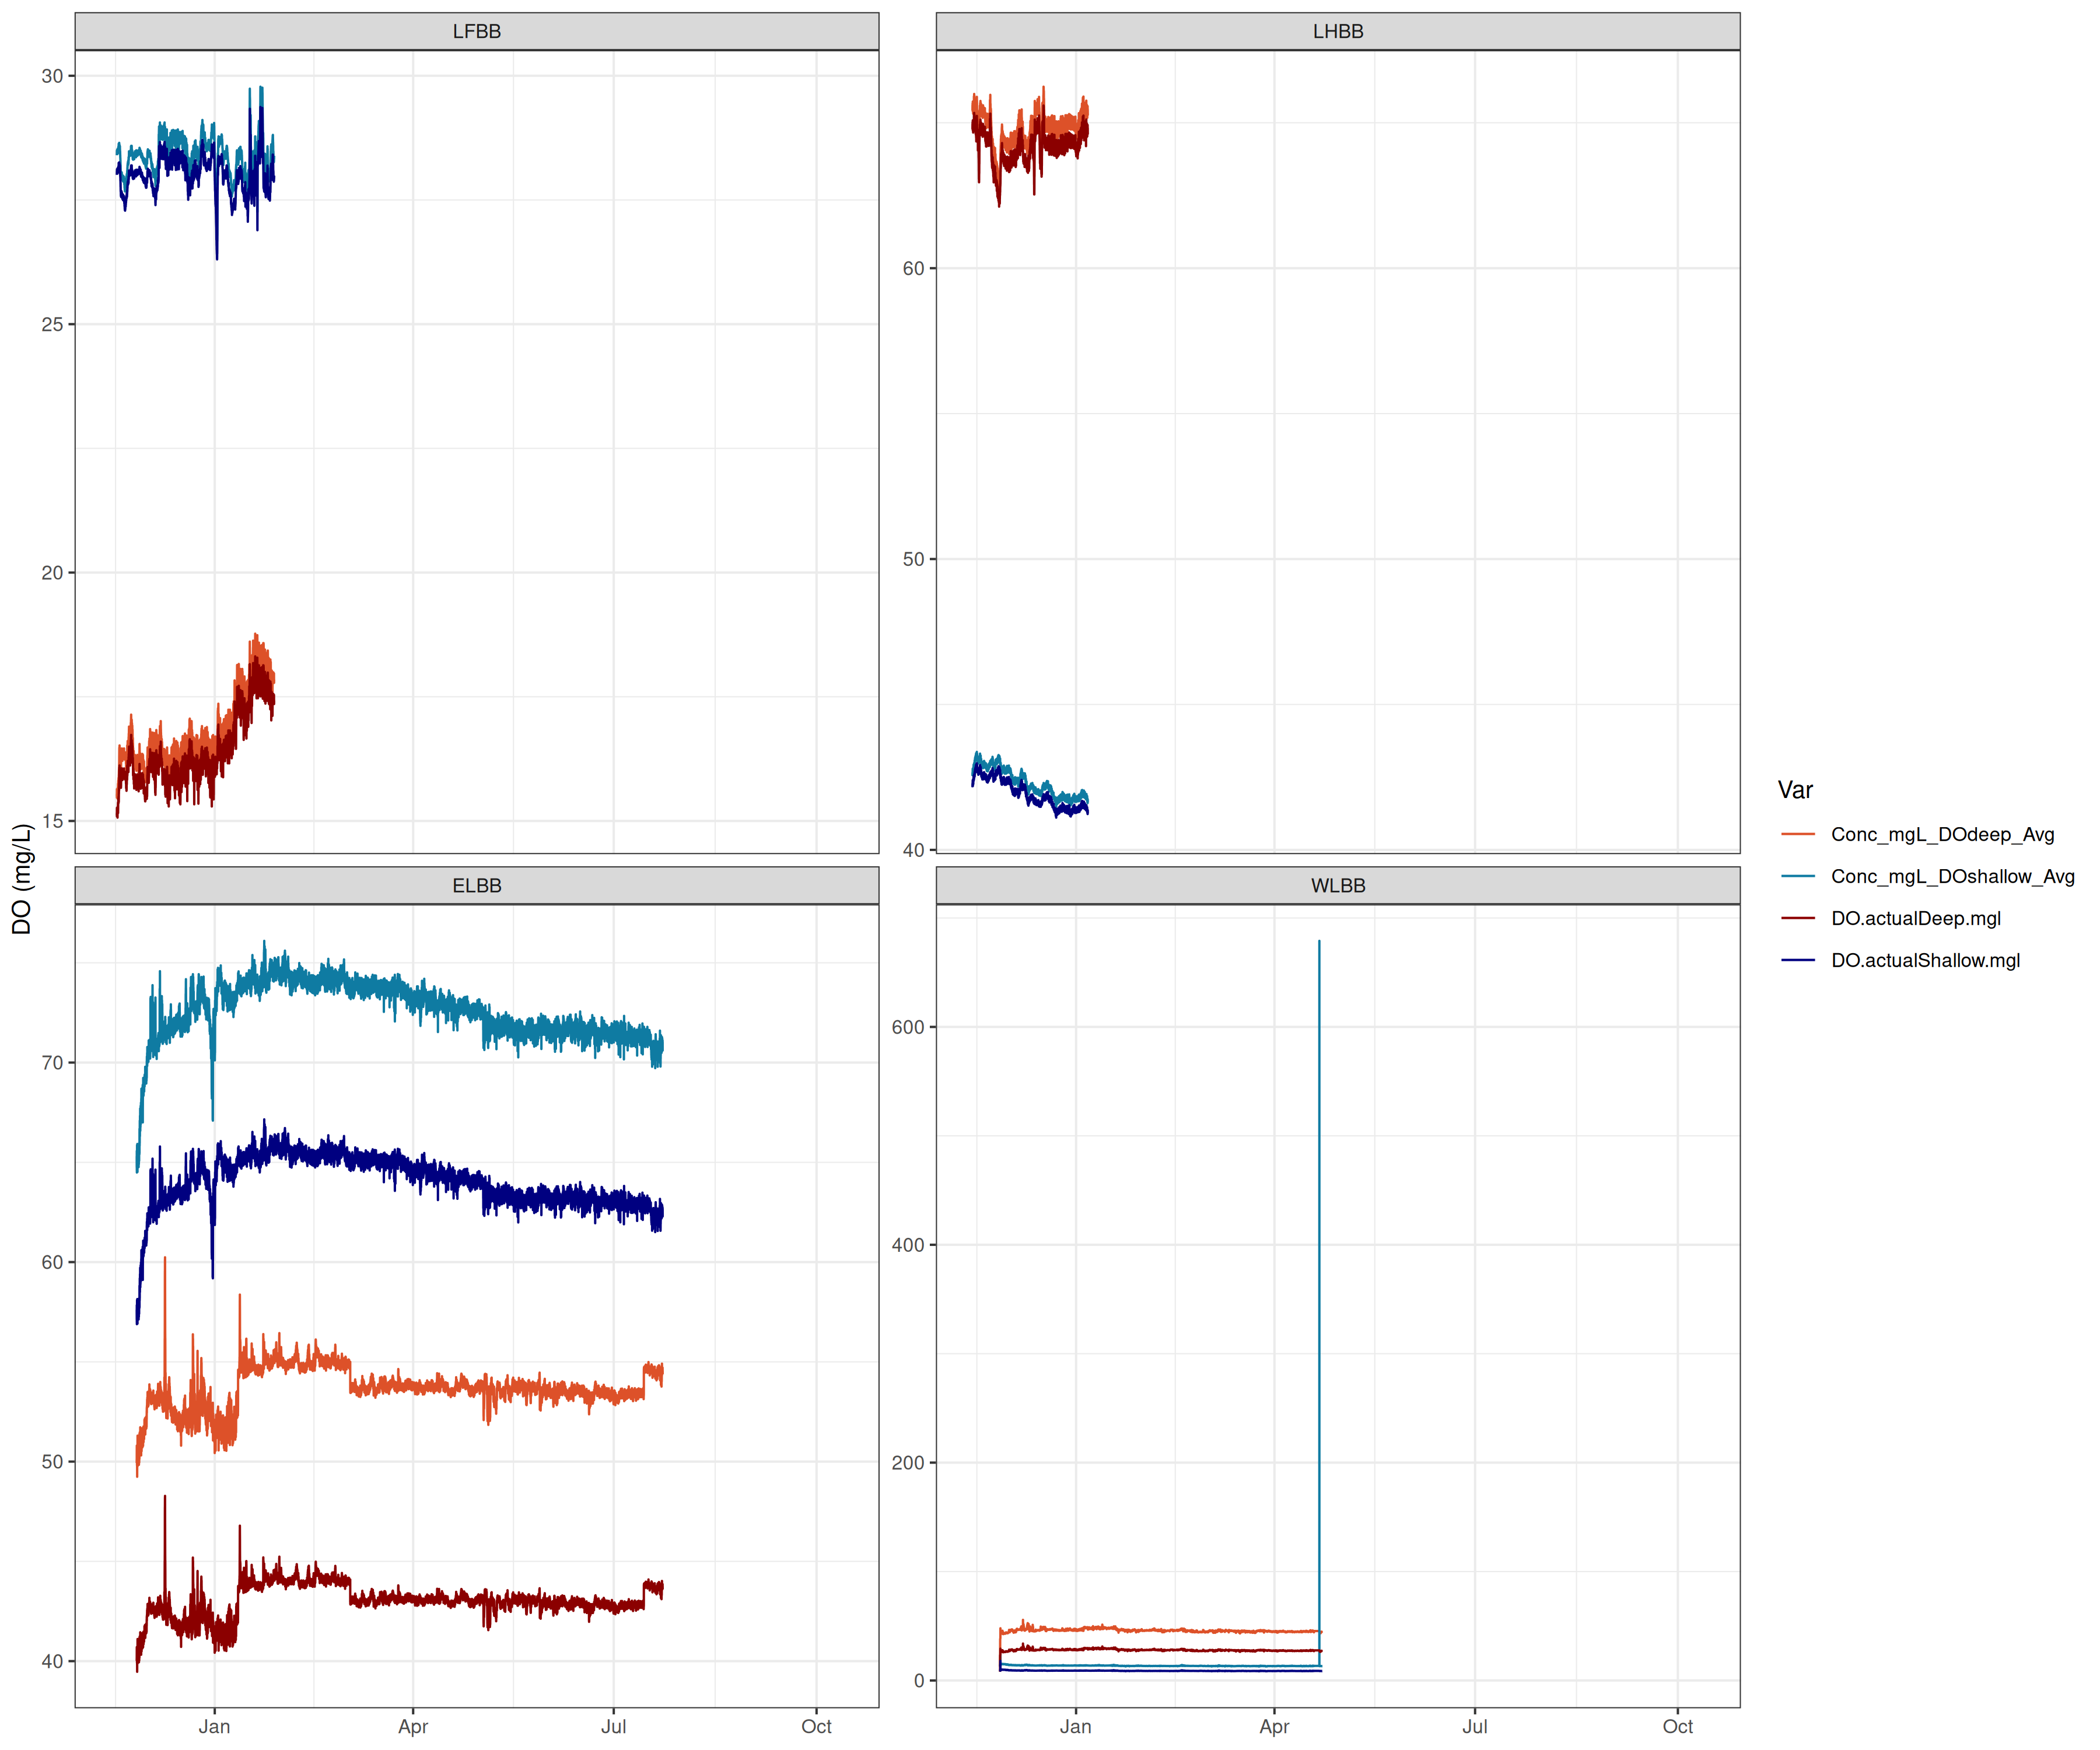 LFBB
LHBB
30
25
20
15
60
50
40
ELBB
WLBB
DO (mg/L)
70
60
50
40
600
400
200
0
Jan
Apr
Jul
Oct
Jan
Apr
Jul
Oct
Var
Conc_mgL_DOdeep_Avg
Conc_mgL_DOshallow_Avg
DO.actualDeep.mgl
DO.actualShallow.mgl